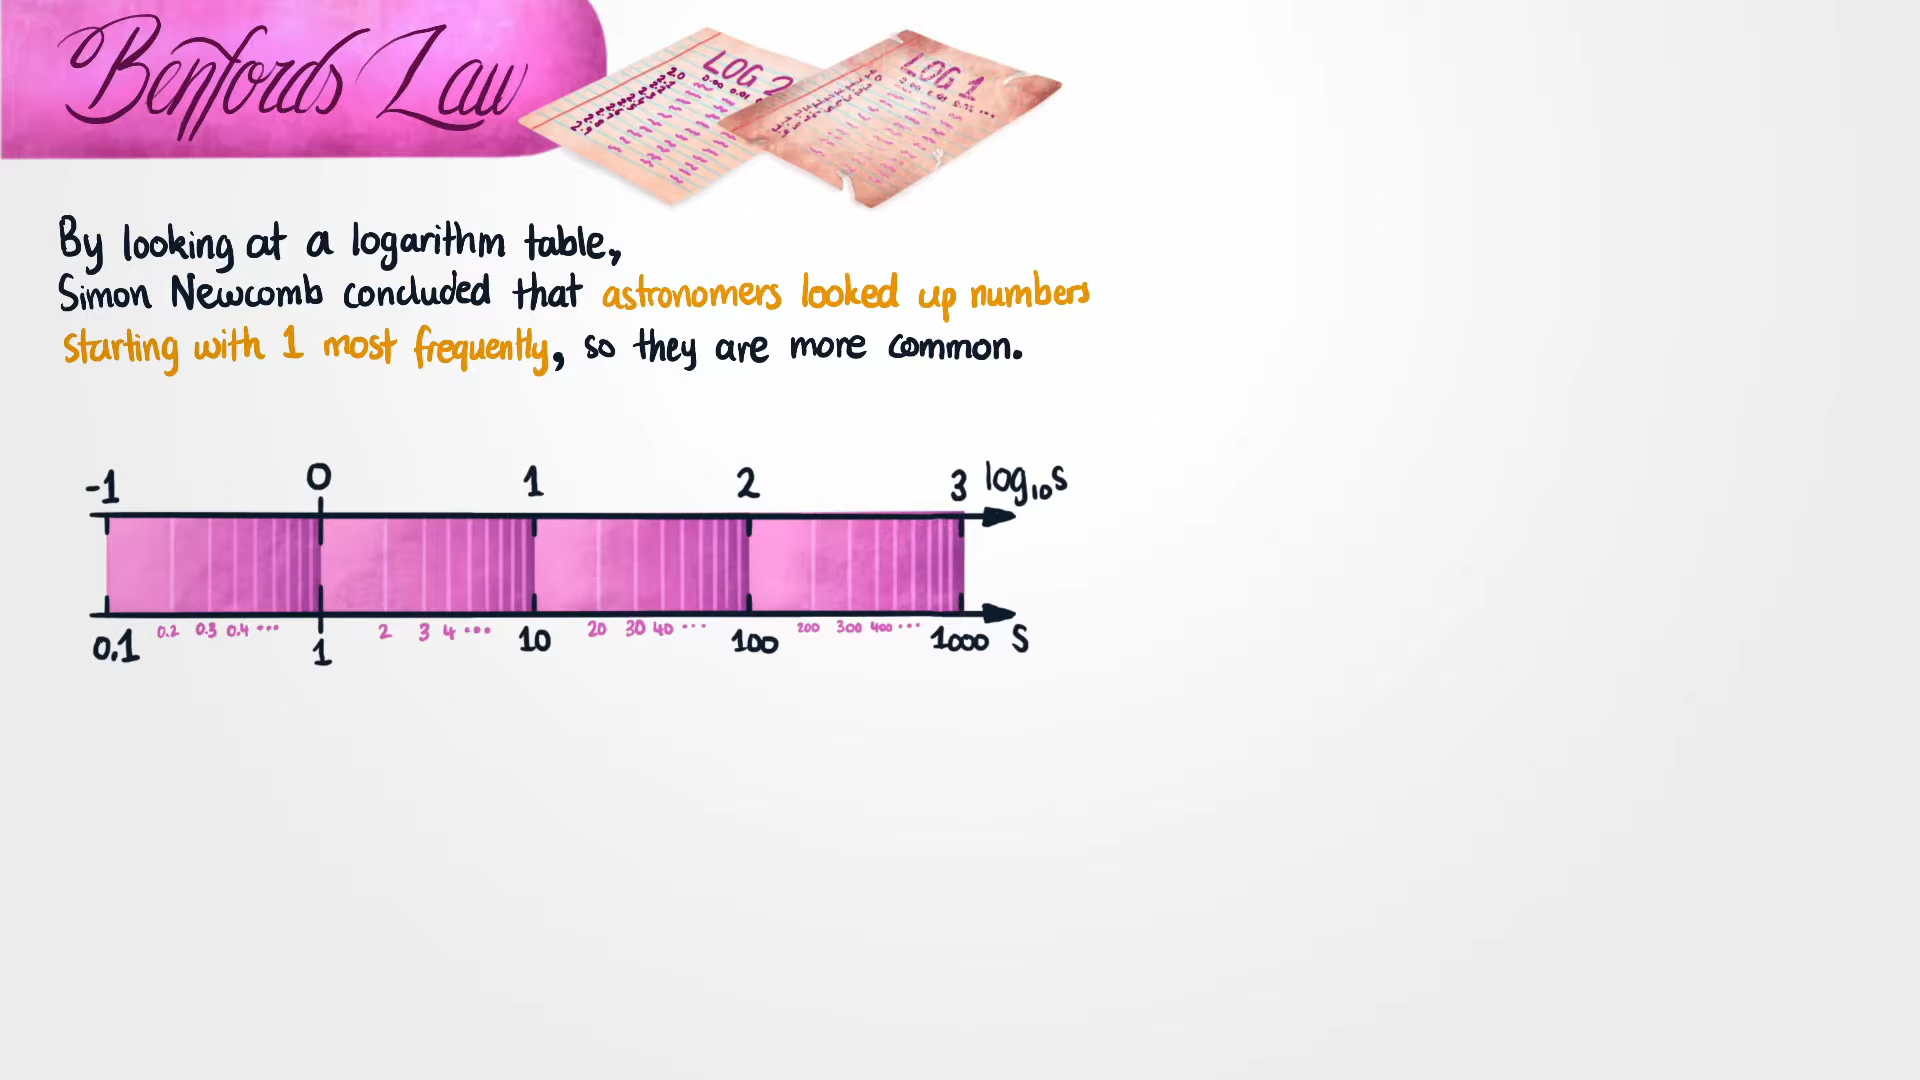 Benfords Law
LOG 2
LOG 1
By looking at a logarithm table,
Simon Newcomb concluded that astronomers looked up numbers
starting with 1 most frequently, so they are more common.
-1 0 1 2 3 log₁₀s
0.1 0.2 0.3 0.4 ... 1 2 3 4 ... 10 20 30 40 ... 100 200 300 400 ... 1000 S